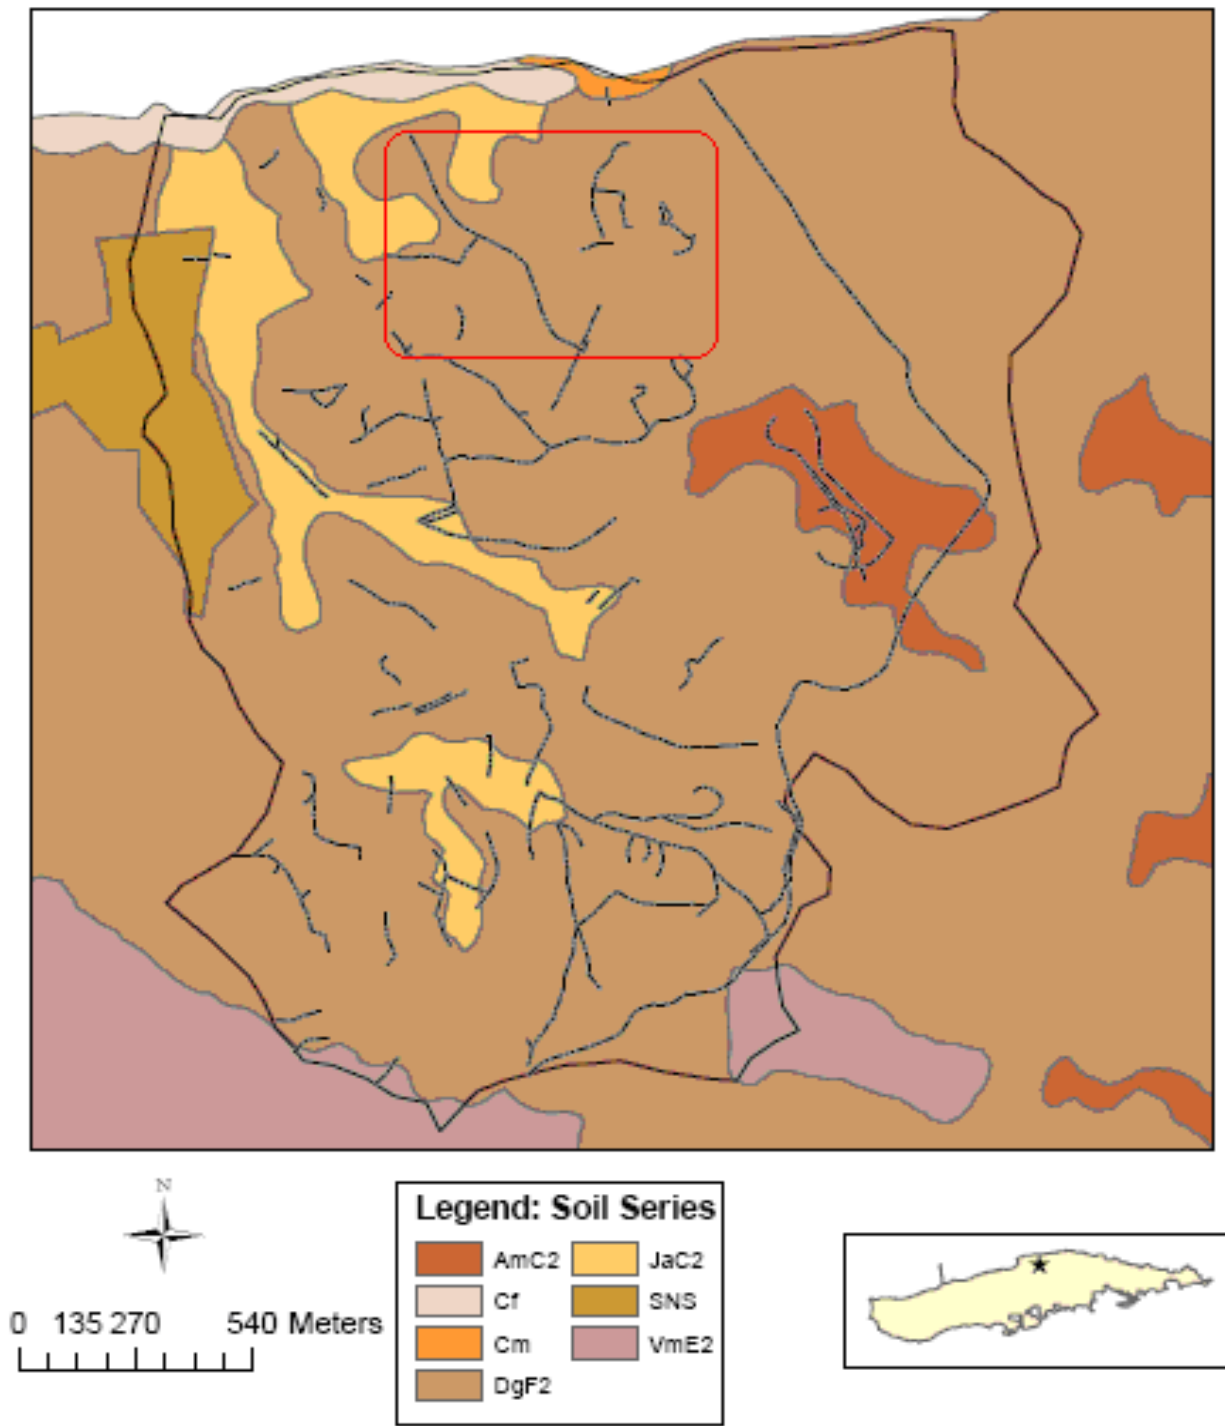 N
0 135 270 540 Meters
Legend: Soil Series
AmC2 JaC2
Cf SNS
Cm VmE2
DgF2